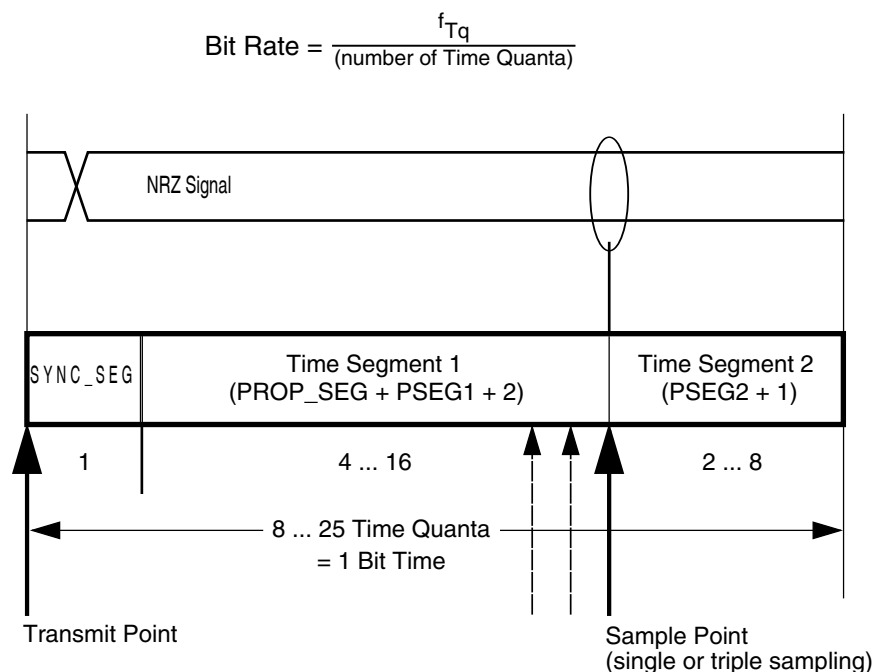 Bit Rate = f_Tq / (number of Time Quanta)
NRZ Signal
SYNC_SEG
Time Segment 1
(PROP_SEG + PSEG1 + 2)
Time Segment 2
(PSEG2 + 1)
1
4 ... 16
2 ... 8
8 ... 25 Time Quanta
= 1 Bit Time
Transmit Point
Sample Point
(single or triple sampling)